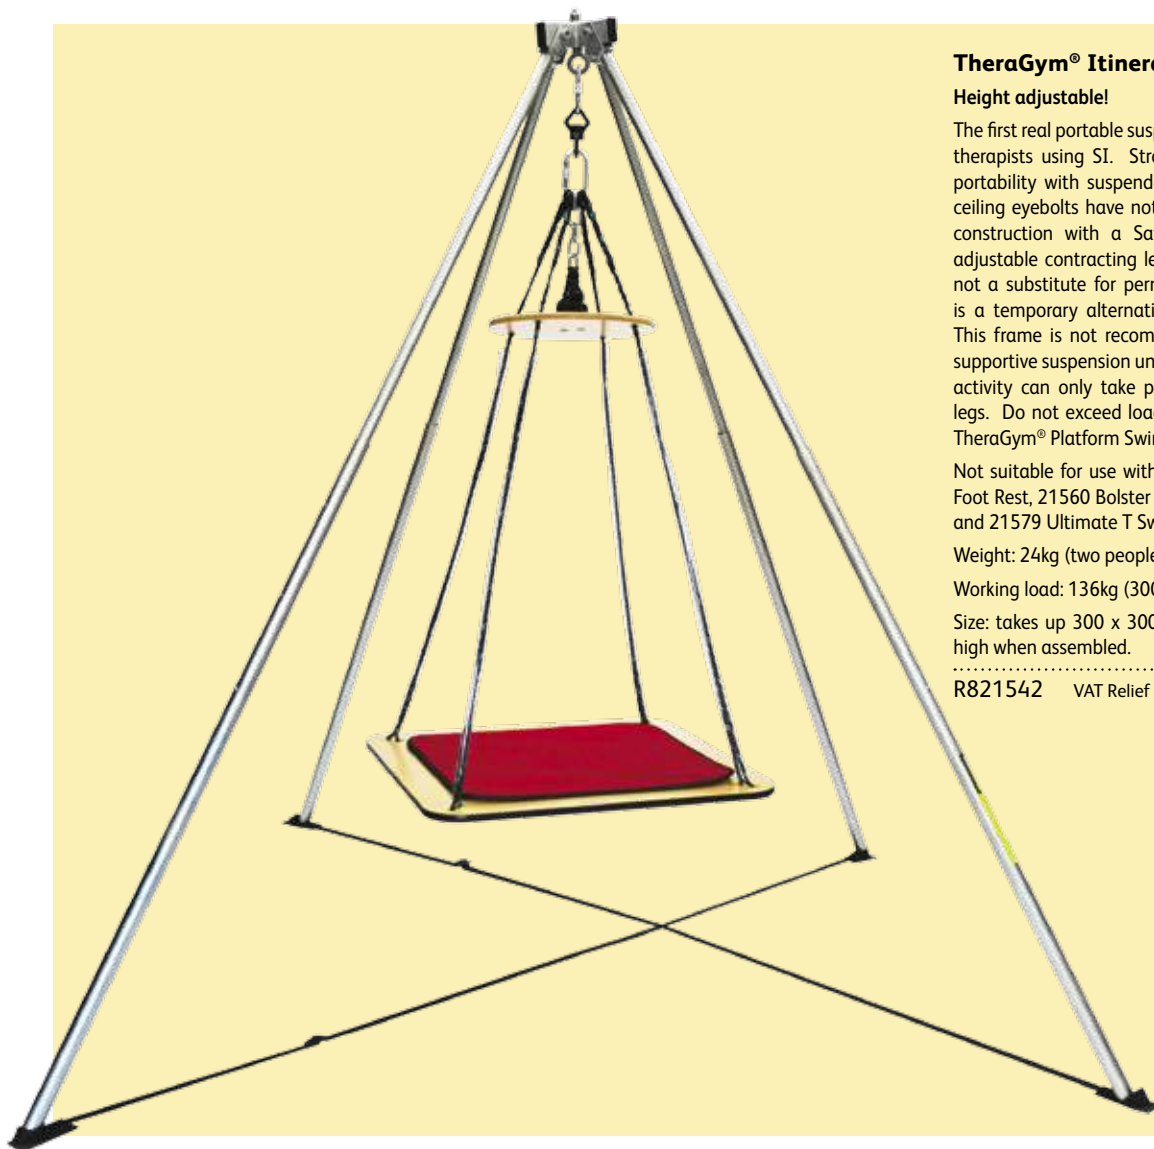 TheraGym® Itinera
Height adjustable!
The first real portable sus
therapists using SI. Str
portability with suspend
ceiling eyebolts have not
construction with a Sa
adjustable contracting le
not a substitute for per
is a temporary alternati
This frame is not recom
supportive suspension un
activity can only take p
legs. Do not exceed loa
TheraGym® Platform Swi
Not suitable for use with
Foot Rest, 21560 Bolster
and 21579 Ultimate T Sw
Weight: 24kg (two people
Working load: 136kg (300
Size: takes up 300 x 300
high when assembled.
R821542 VAT Relief